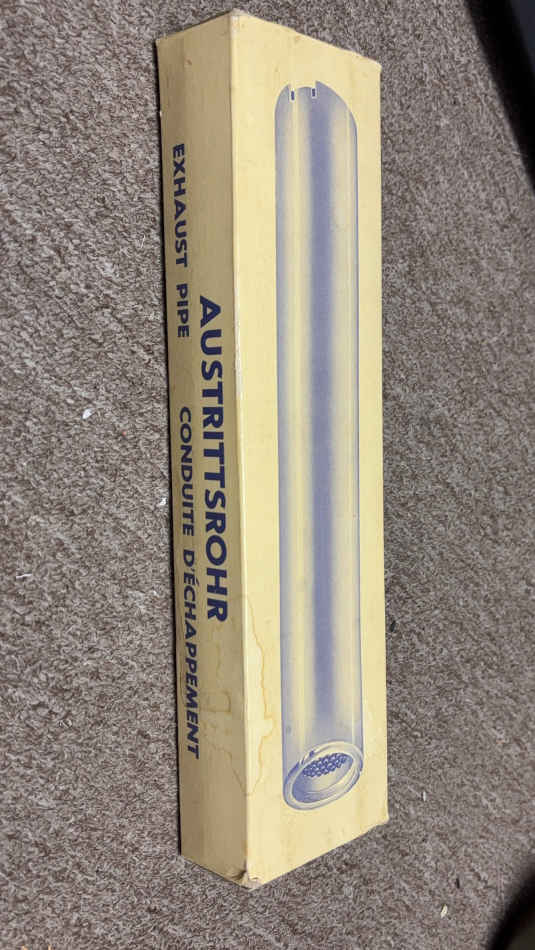 AUSTRITTSROHR
EXHAUST PIPE CONDUITE D'ÉCHAPPEMENT